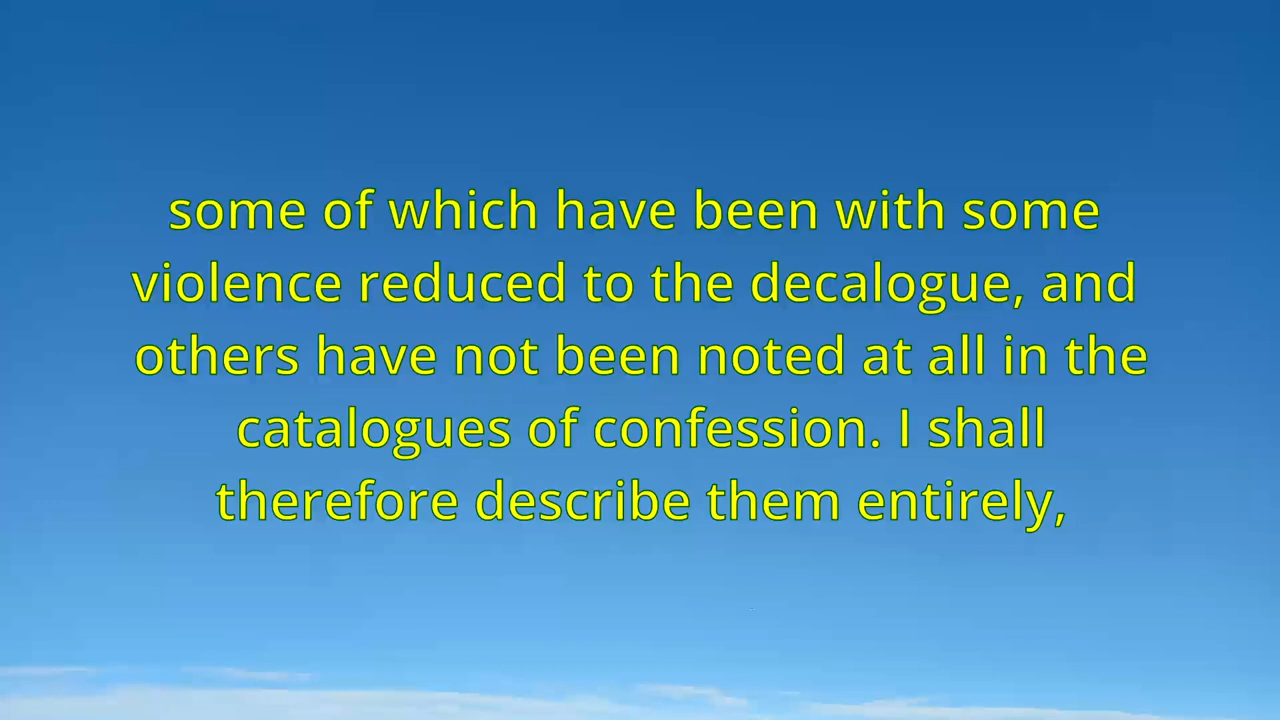 some of which have been with some
violence reduced to the decalogue, and
others have not been noted at all in the
catalogues of confession. I shall
therefore describe them entirely,